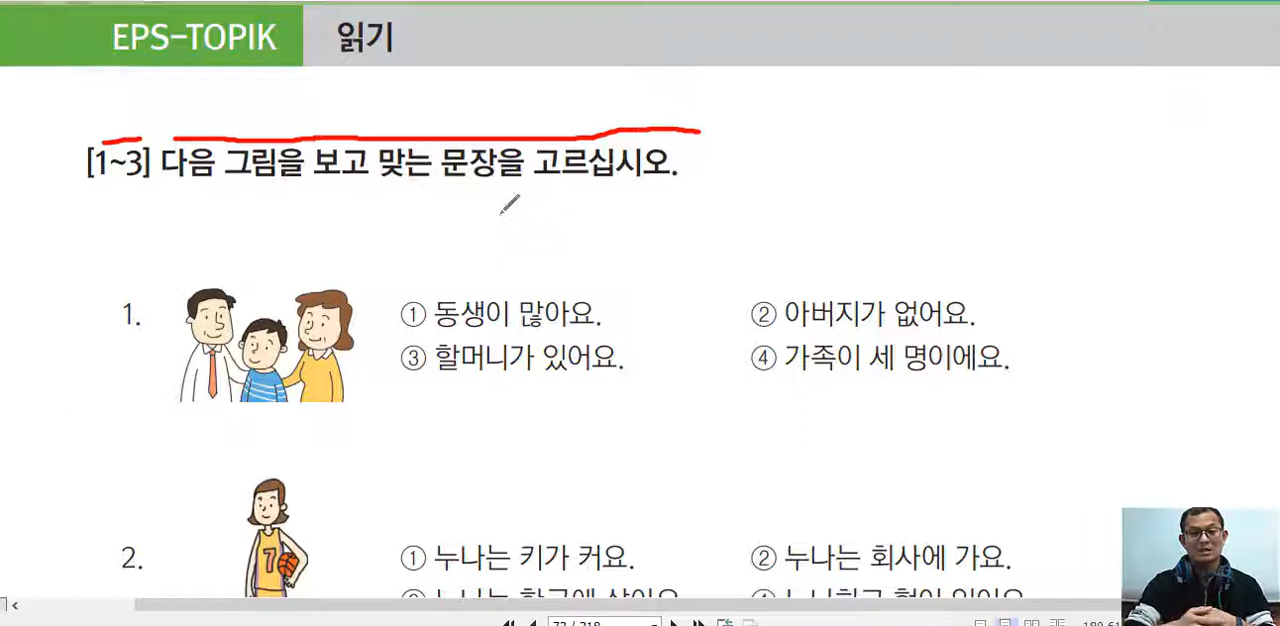 EPS-TOPIK 읽기
[1~3] 다음 그림을 보고 맞는 문장을 고르십시오.
1. ① 동생이 많아요. ② 아버지가 없어요.
③ 할머니가 있어요. ④ 가족이 세 명이에요.
7
2. ① 누나는 키가 커요. ② 누나는 회사에 가요.